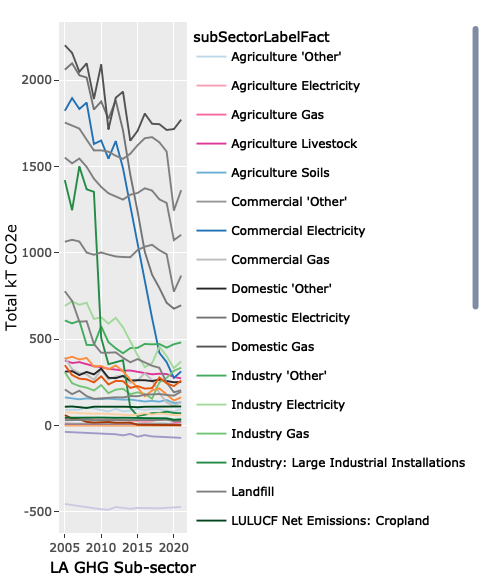 subSectorLabelFact
Agriculture 'Other'
Agriculture Electricity
Agriculture Gas
Agriculture Livestock
Agriculture Soils
Commercial 'Other'
Commercial Electricity
Commercial Gas
Domestic 'Other'
Domestic Electricity
Domestic Gas
Industry 'Other'
Industry Electricity
Industry Gas
Industry: Large Industrial Installations
Landfill
LULUCF Net Emissions: Cropland
Total kT CO2e
2000
1500
1000
500
0
-500
2005 2010 2015 2020
LA GHG Sub-sector